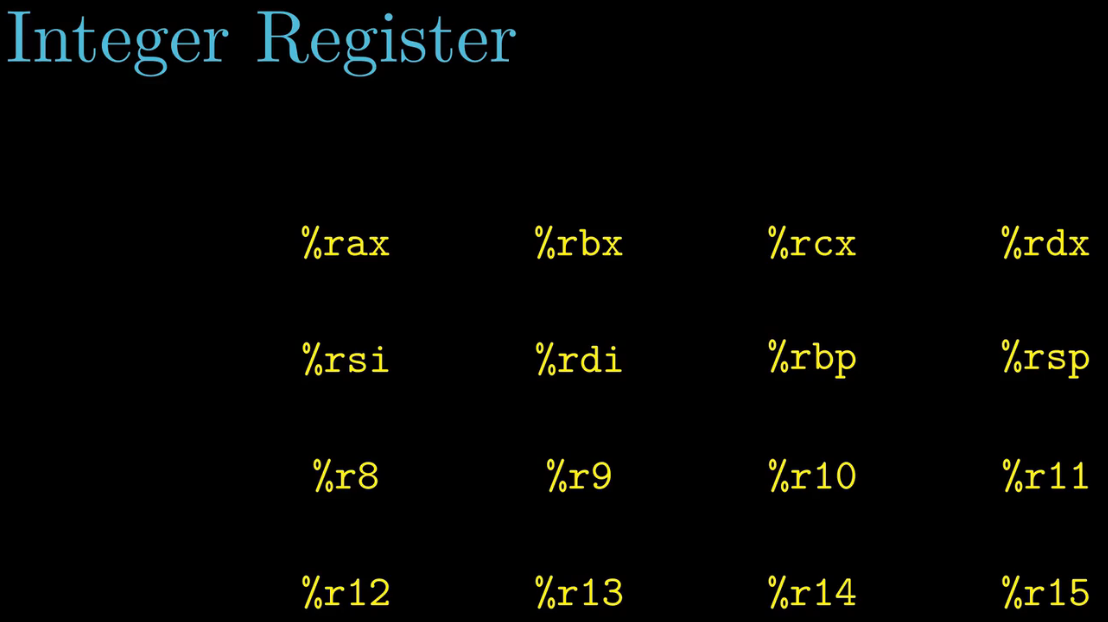 Integer Register
%rax %rbx %rcx %rdx
%rsi %rdi %rbp %rsp
%r8 %r9 %r10 %r11
%r12 %r13 %r14 %r15